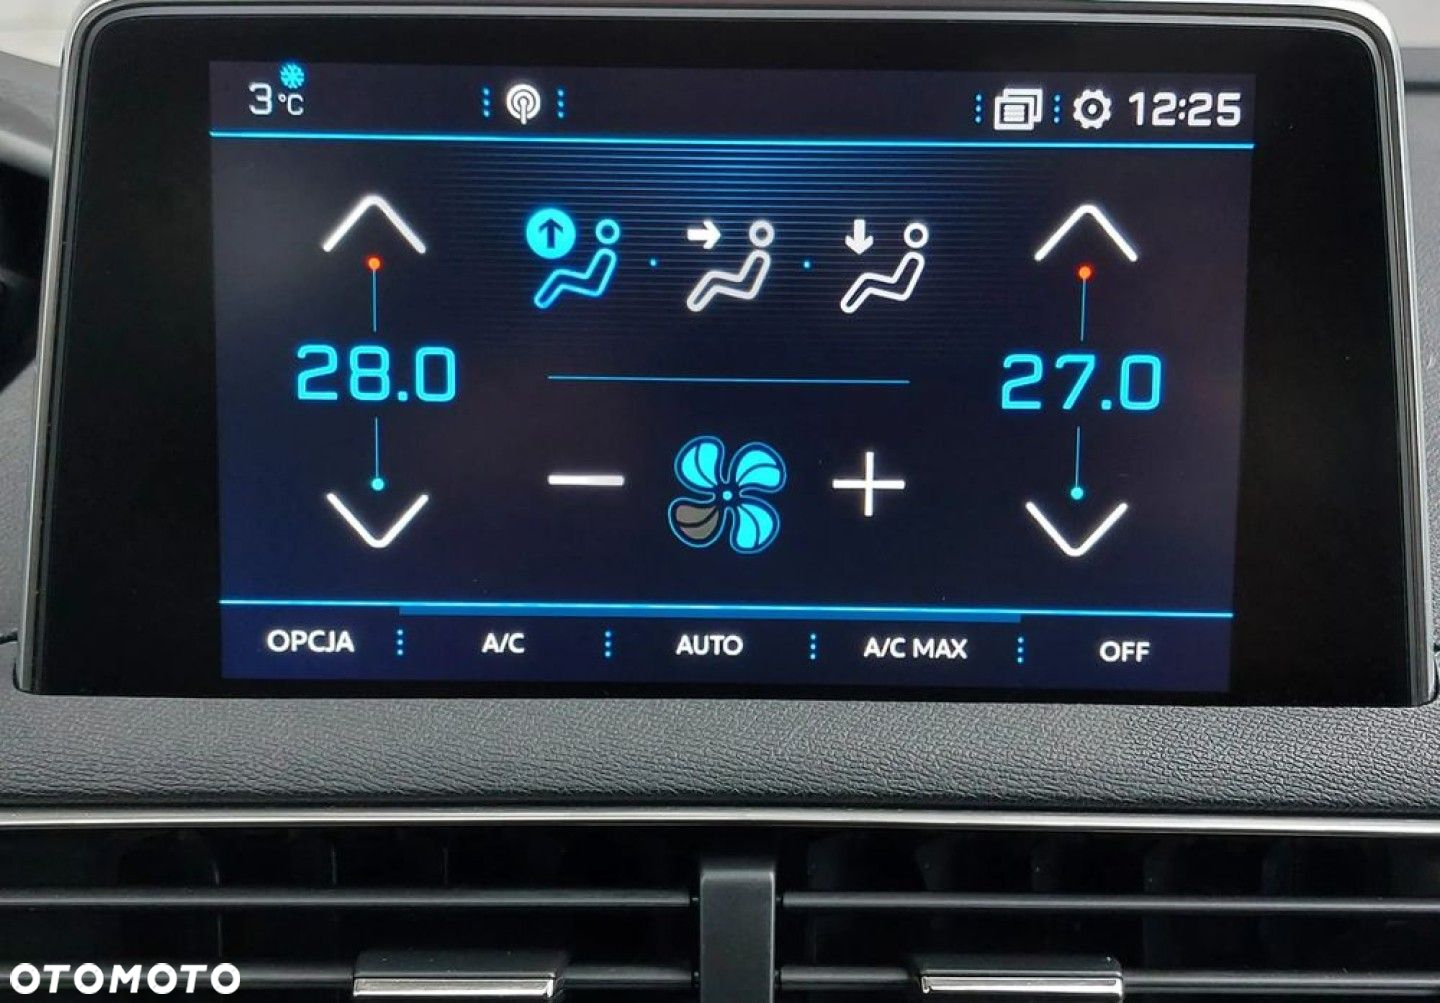 3°C
12:25
28.0
27.0
OPCJA
A/C
AUTO
A/C MAX
OFF
OTOMOTO